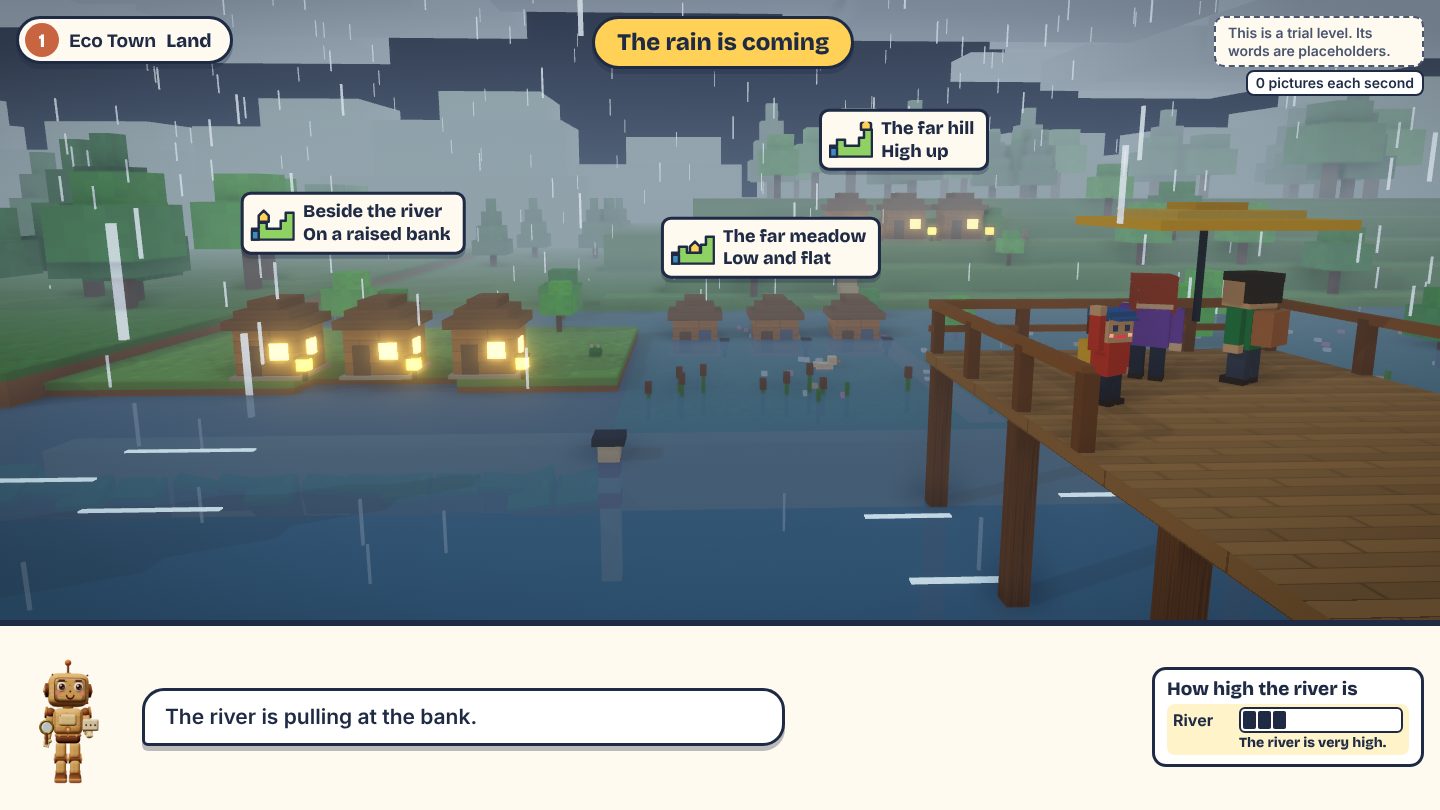 1 Eco Town Land
The rain is coming
This is a trial level. Its
words are placeholders.
0 pictures each second
The far hill
High up
Beside the river
On a raised bank
The far meadow
Low and flat
The river is pulling at the bank.
How high the river is
River
The river is very high.